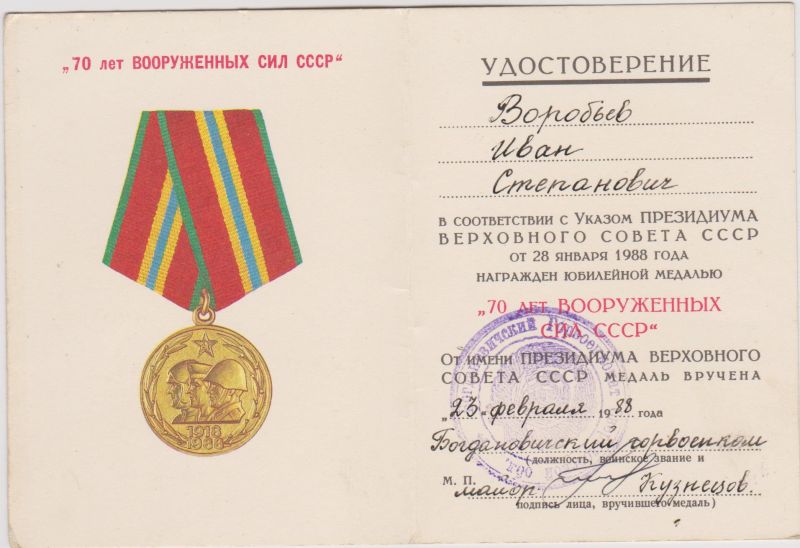 „70 лет ВООРУЖЕННЫХ СИЛ СССР“
1918
1988
УДОСТОВЕРЕНИЕ
Воробьев
Иван
Степанович
В СООТВЕТСТВИИ С УКАЗОМ ПРЕЗИДИУМА
ВЕРХОВНОГО СОВЕТА СССР
ОТ 28 ЯНВАРЯ 1988 ГОДА
НАГРАЖДЕН ЮБИЛЕЙНОЙ МЕДАЛЬЮ
„70 ЛЕТ ВООРУЖЕННЫХ
СИЛ СССР“
ОТ ИМЕНИ ПРЕЗИДИУМА ВЕРХОВНОГО
СОВЕТА СССР МЕДАЛЬ ВРУЧЕНА
„23“ февраля 1988 года
Богдановичский горвоенком
(должность, воинское звание и
М. П. майор Кузнецов.
подпись лица, вручившего медаль)